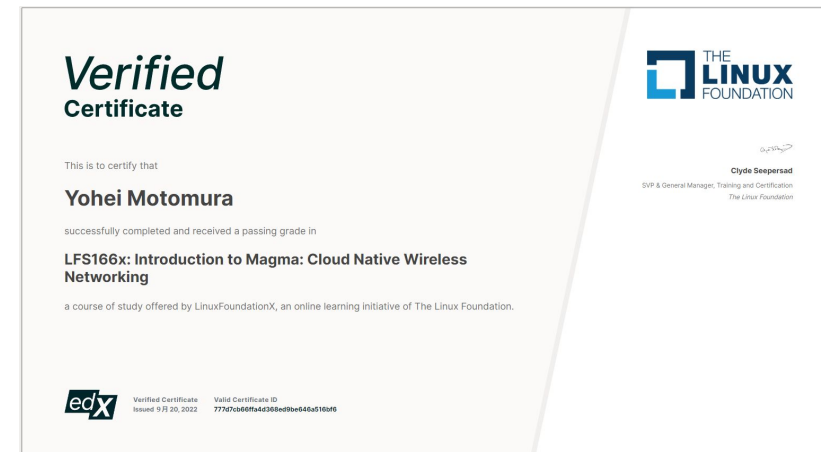 Verified
Certificate
This is to certify that
Yohei Motomura
successfully completed and received a passing grade in
LFS166x: Introduction to Magma: Cloud Native Wireless
Networking
a course of study offered by LinuxFoundationX, an online learning initiative of The Linux Foundation.
THE
LINUX
FOUNDATION
Clyde Seepersad
SVP & General Manager, Training and Certification
The Linux Foundation
edX
Verified Certificate
Issued 9月 20, 2022
Valid Certificate ID
777d7cb66ffa4d368ed9be646a516bf6